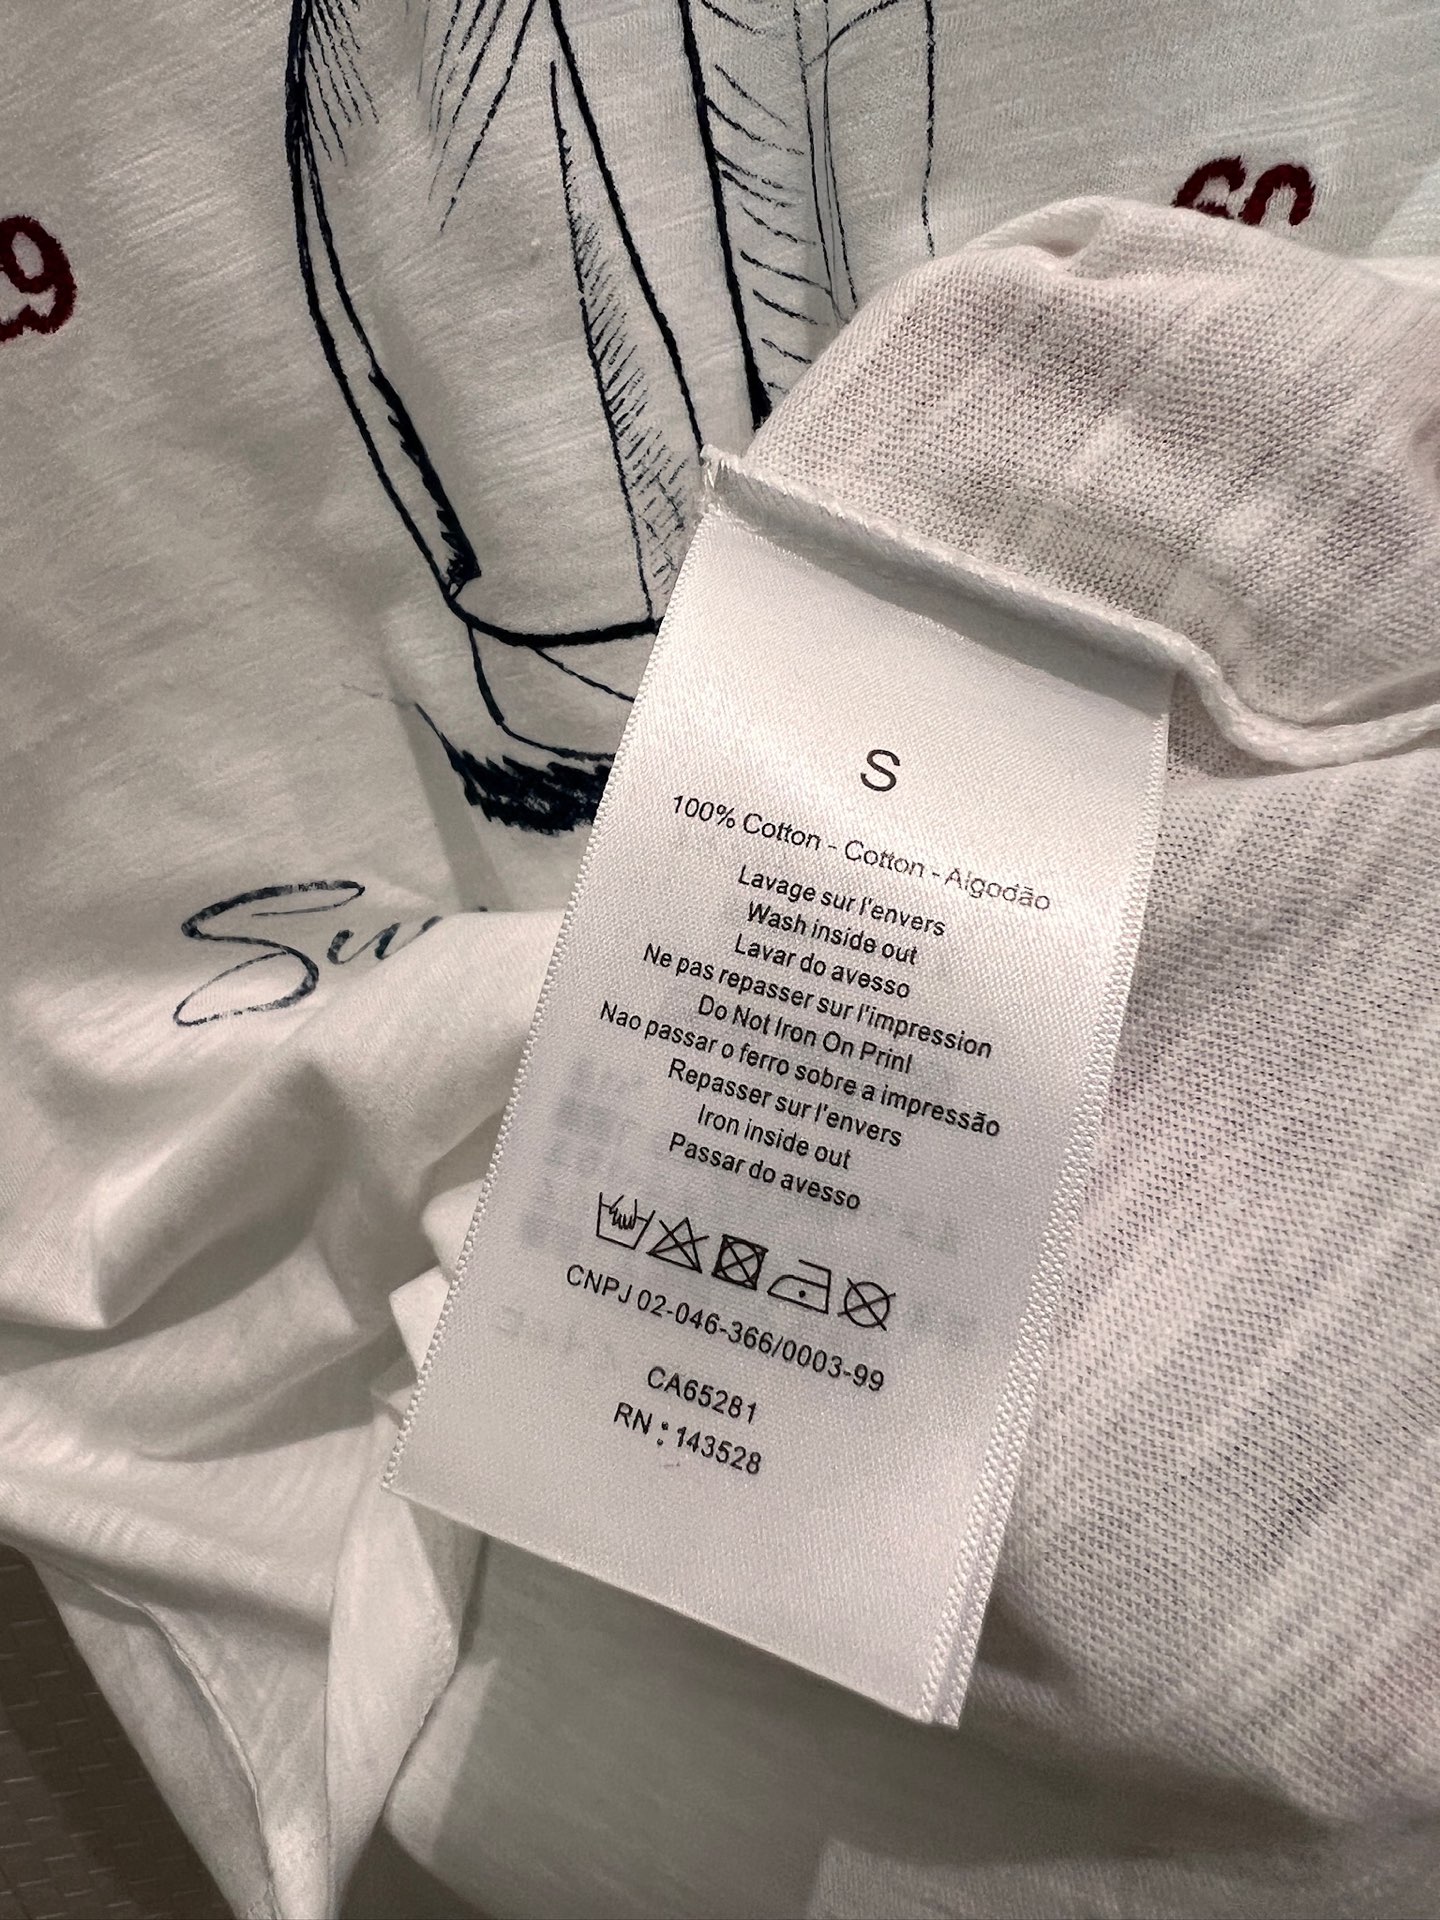 19
60
S
100% Cotton - Cotton - Algodão
Lavage sur l'envers
Wash inside out
Lavar do avesso
Ne pas repasser sur l'impression
Do Not Iron On Prinl
Nao passar o ferro sobre a impressão
Repasser sur l'envers
Iron inside out
Passar do avesso
CNPJ 02-046-366/0003-99
CA65281
RN : 143528